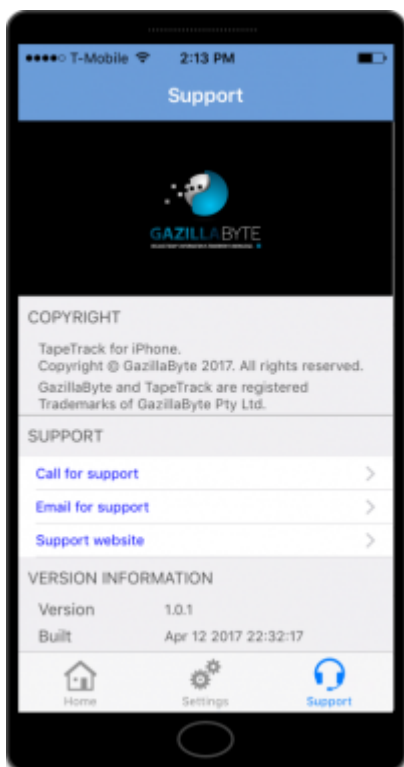 T-Mobile 2:13 PM
Support
GAZILLABYTE
COPYRIGHT
TapeTrack for iPhone.
Copyright © GazillaByte 2017. All rights reserved.
GazillaByte and TapeTrack are registered
Trademarks of GazillaByte Pty Ltd.
SUPPORT
Call for support
Email for support
Support website
VERSION INFORMATION
Version 1.0.1
Built Apr 12 2017 22:32:17
Home Settings Support